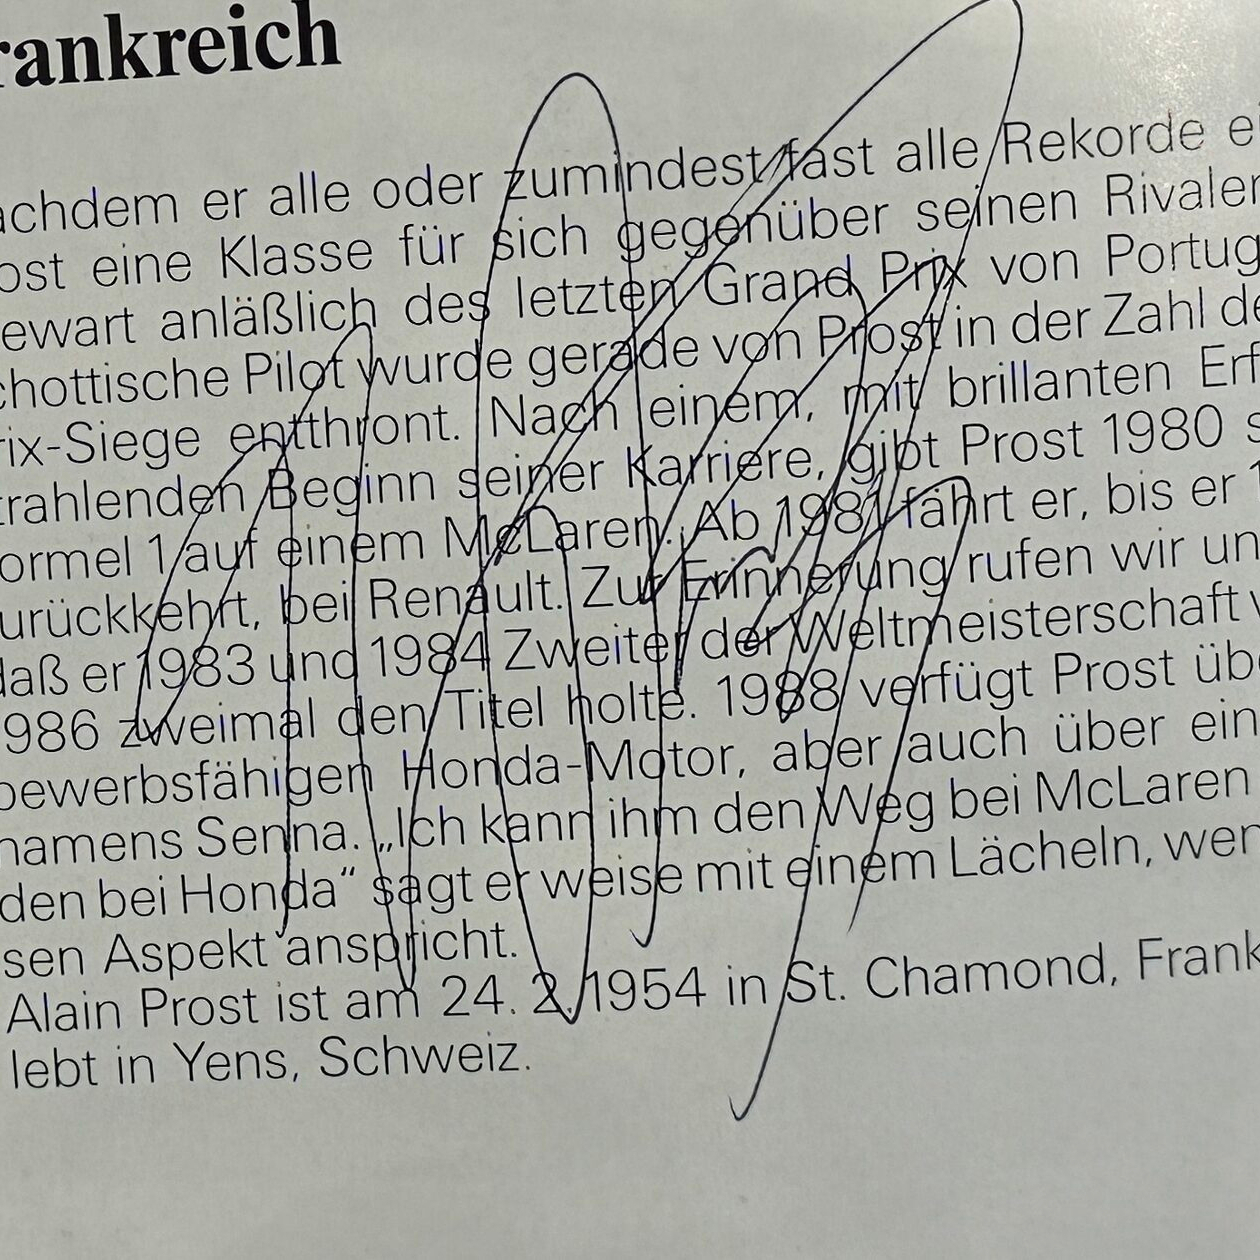 rankreich
achdem er alle oder zumindest fast alle Rekorde e
ost eine Klasse für sich gegenüber seinen Rivalen
ewart anläßlich des letzten Grand Prix von Portug
chottische Pilot wurde gerade von Prost in der Zahl de
rix-Siege entthront. Nach einem, mit brillanten Erf
trahlenden Beginn seiner Karriere, gibt Prost 1980 s
ormel 1 auf einem McLaren. Ab 1981 fährt er, bis er 1
urückkehrt, bei Renault. Zur Erinnerung rufen wir un
daß er 1983 und 1984 Zweiter der Weltmeisterschaft w
986 zweimal den Titel holte. 1988 verfügt Prost übe
bewerbsfähigen Honda-Motor, aber auch über ein
namens Senna. „Ich kann ihm den Weg bei McLaren
den bei Honda“ sagt er weise mit einem Lächeln, wen
sen Aspekt anspricht.
Alain Prost ist am 24. 2. 1954 in St. Chamond, Frank
lebt in Yens, Schweiz.